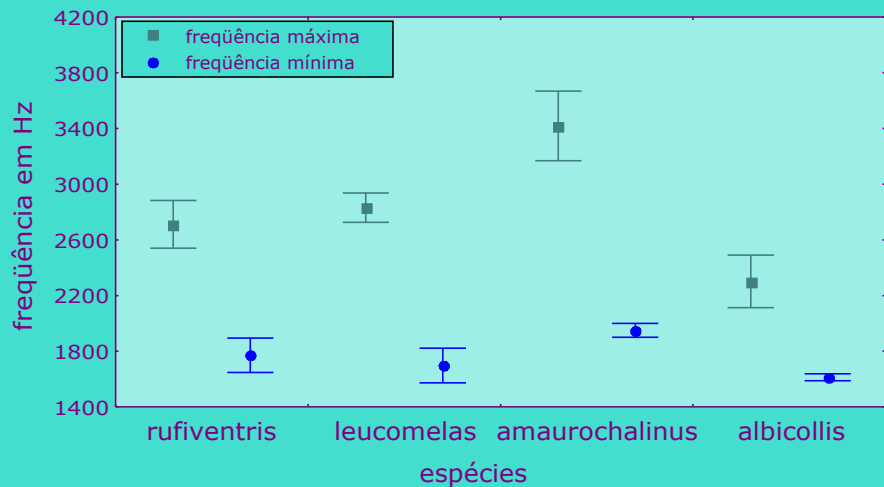 freqüência máxima
freqüência mínima
freqüência em Hz
4200
3800
3400
3000
2600
2200
1800
1400
rufiventris leucomelas amaurochalinus albicollis
espécies